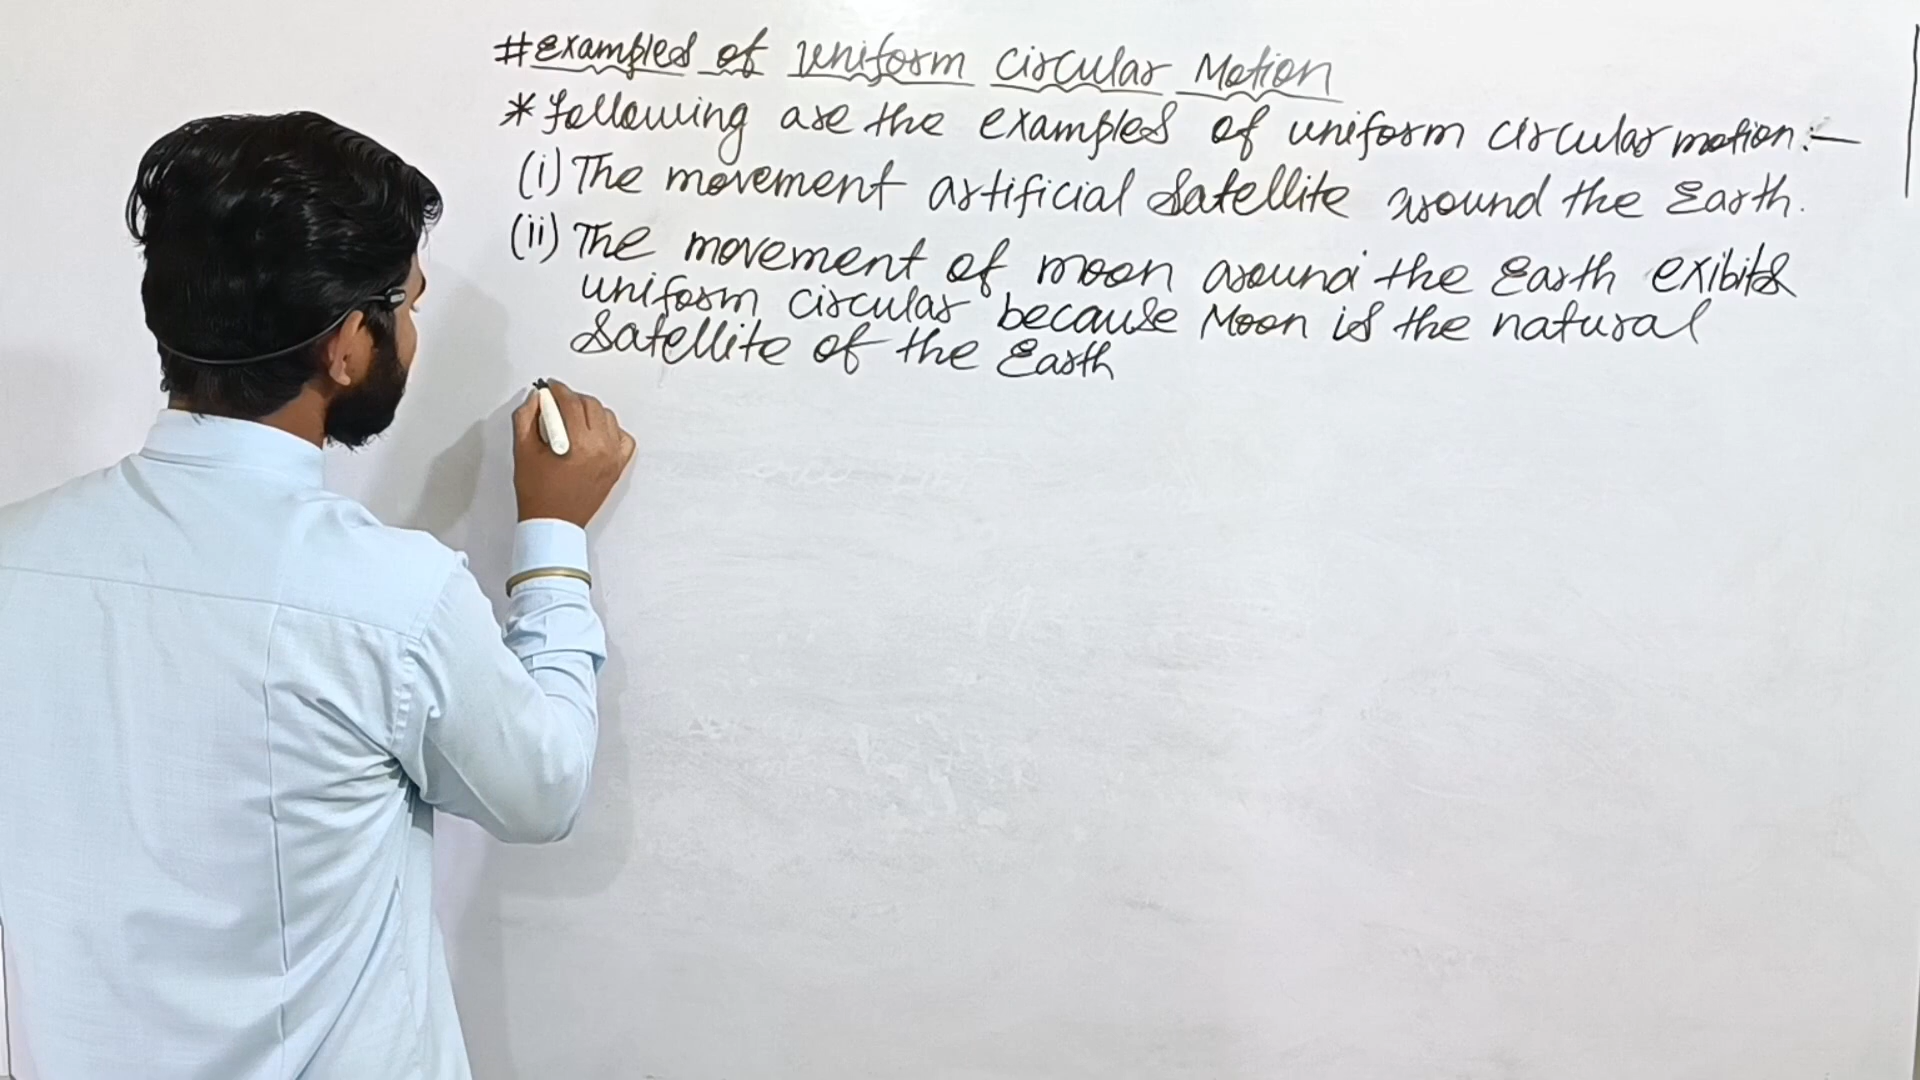 #Examples of Uniform Circular Motion
*Following are the examples of uniform circular motion:-
(i) The movement artificial Satellite around the Earth.
(ii) The movement of moon around the Earth exibits
uniform circular because Moon is the natural
Satellite of the Earth